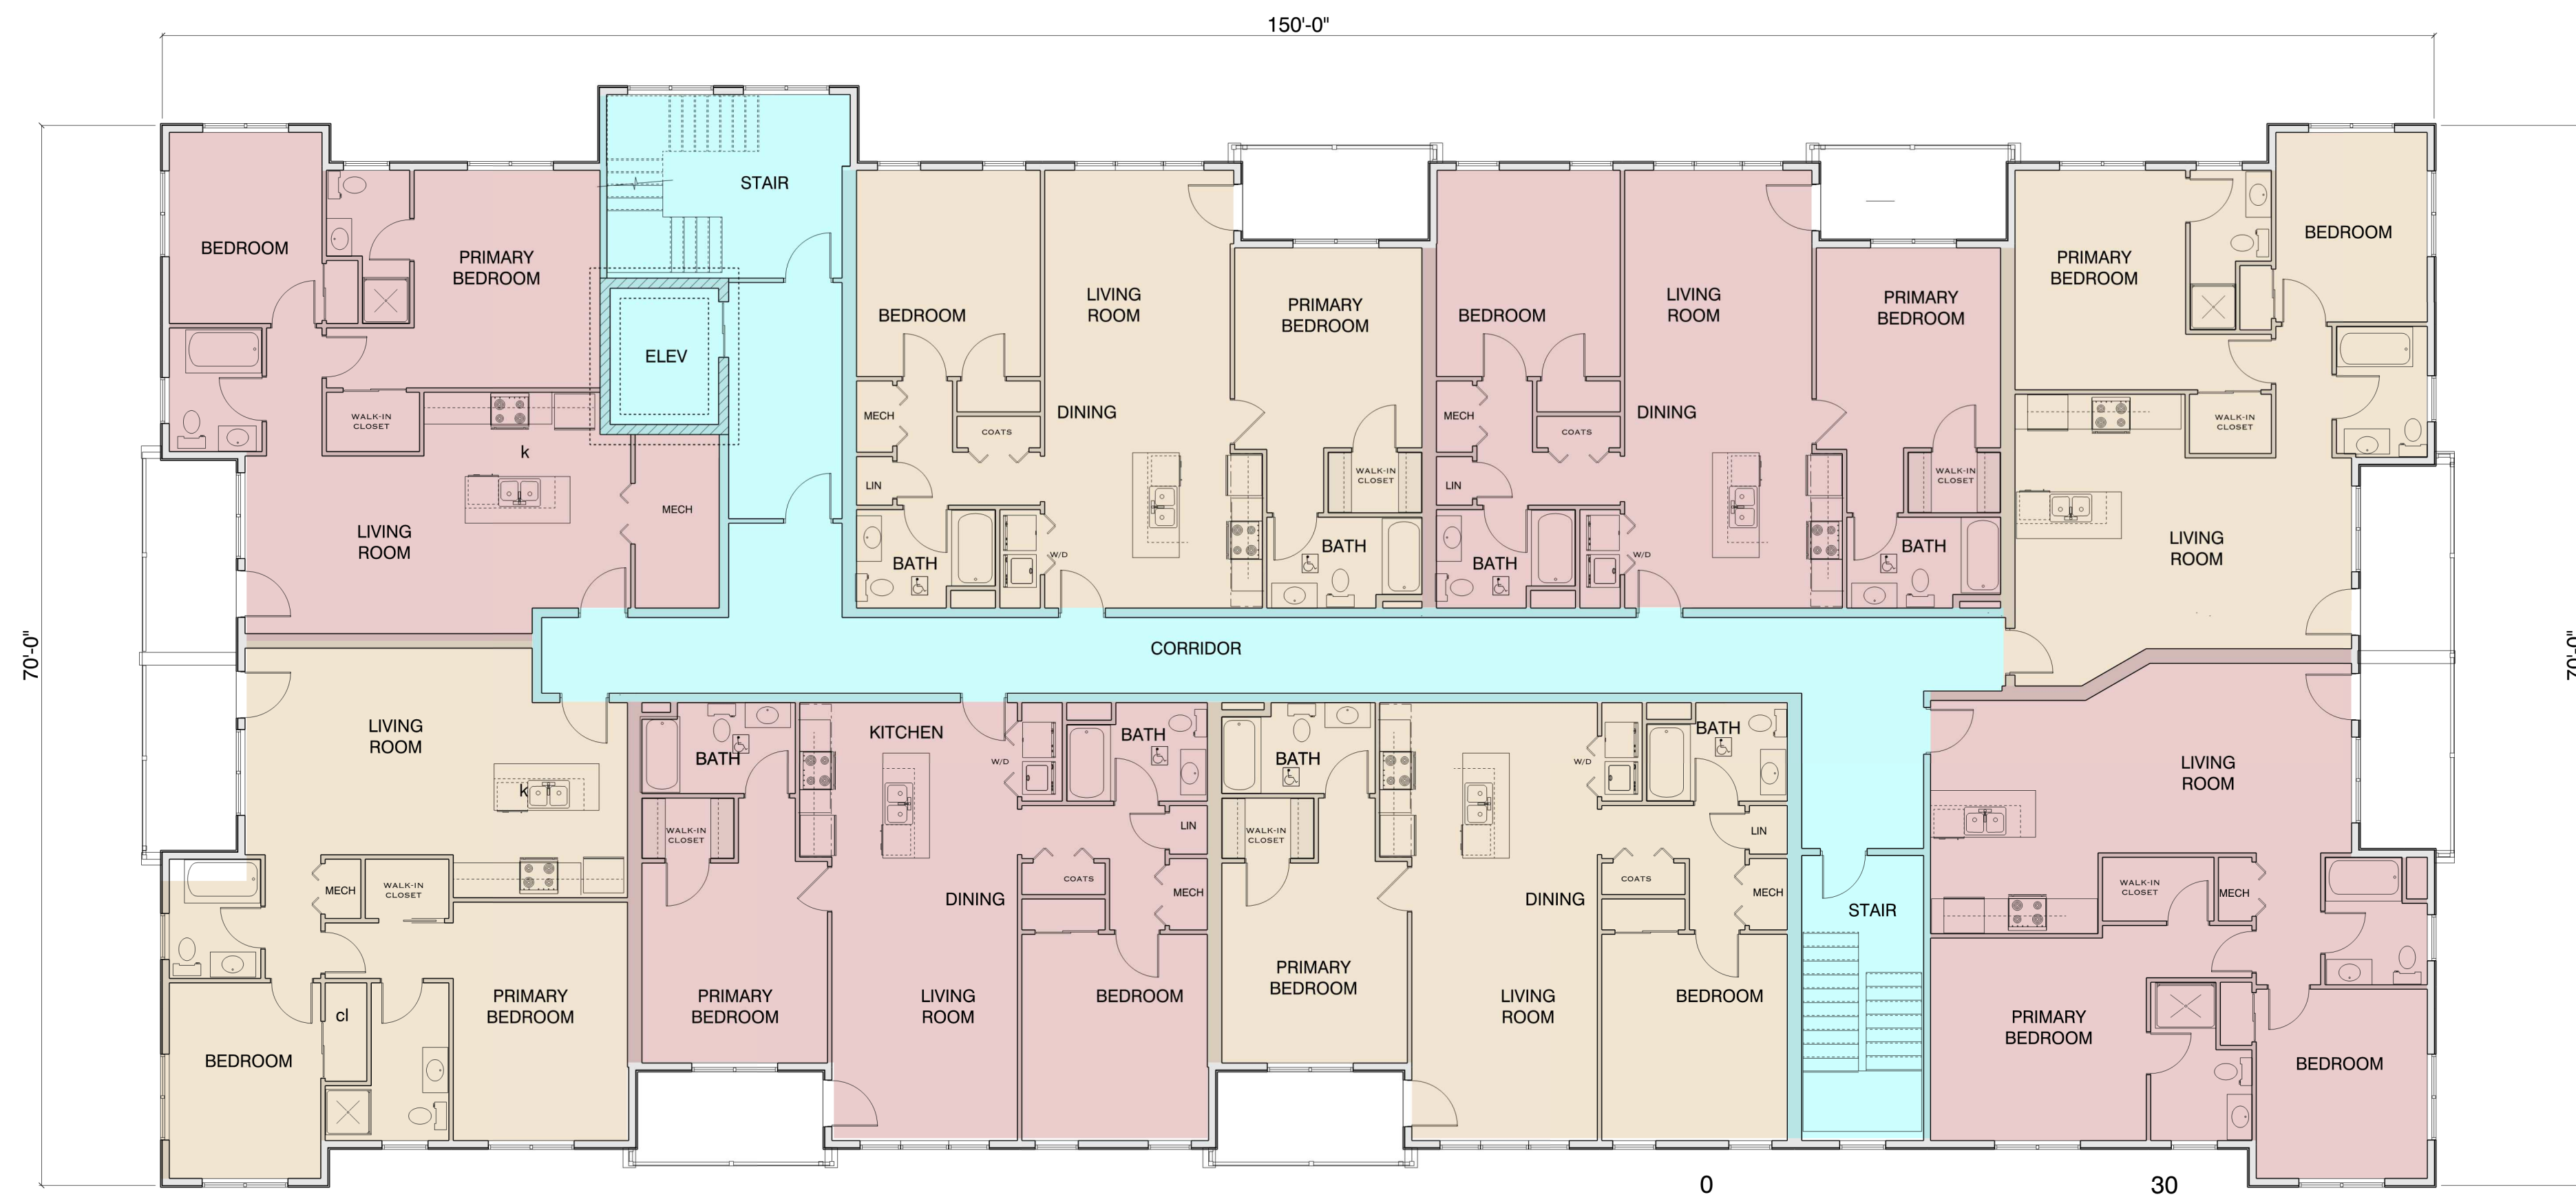 150'-0"
70'-0"
70'-0"
BEDROOM
PRIMARY
BEDROOM
WALK-IN
CLOSET
k
LIVING
ROOM
MECH
STAIR
ELEV
BEDROOM
LIVING
ROOM
DINING
PRIMARY
BEDROOM
MECH
COATS
LIN
BATH
W/D
WALK-IN
CLOSET
BATH
BEDROOM
LIVING
ROOM
DINING
PRIMARY
BEDROOM
MECH
COATS
LIN
BATH
W/D
WALK-IN
CLOSET
BATH
PRIMARY
BEDROOM
BEDROOM
WALK-IN
CLOSET
LIVING
ROOM
CORRIDOR
LIVING
ROOM
k
MECH
WALK-IN
CLOSET
cl
PRIMARY
BEDROOM
BEDROOM
BATH
KITCHEN
W/D
BATH
WALK-IN
CLOSET
LIN
COATS
MECH
DINING
PRIMARY
BEDROOM
LIVING
ROOM
BEDROOM
BATH
W/D
BATH
WALK-IN
CLOSET
LIN
COATS
MECH
DINING
PRIMARY
BEDROOM
LIVING
ROOM
BEDROOM
STAIR
LIVING
ROOM
WALK-IN
CLOSET
MECH
PRIMARY
BEDROOM
BEDROOM
0
30